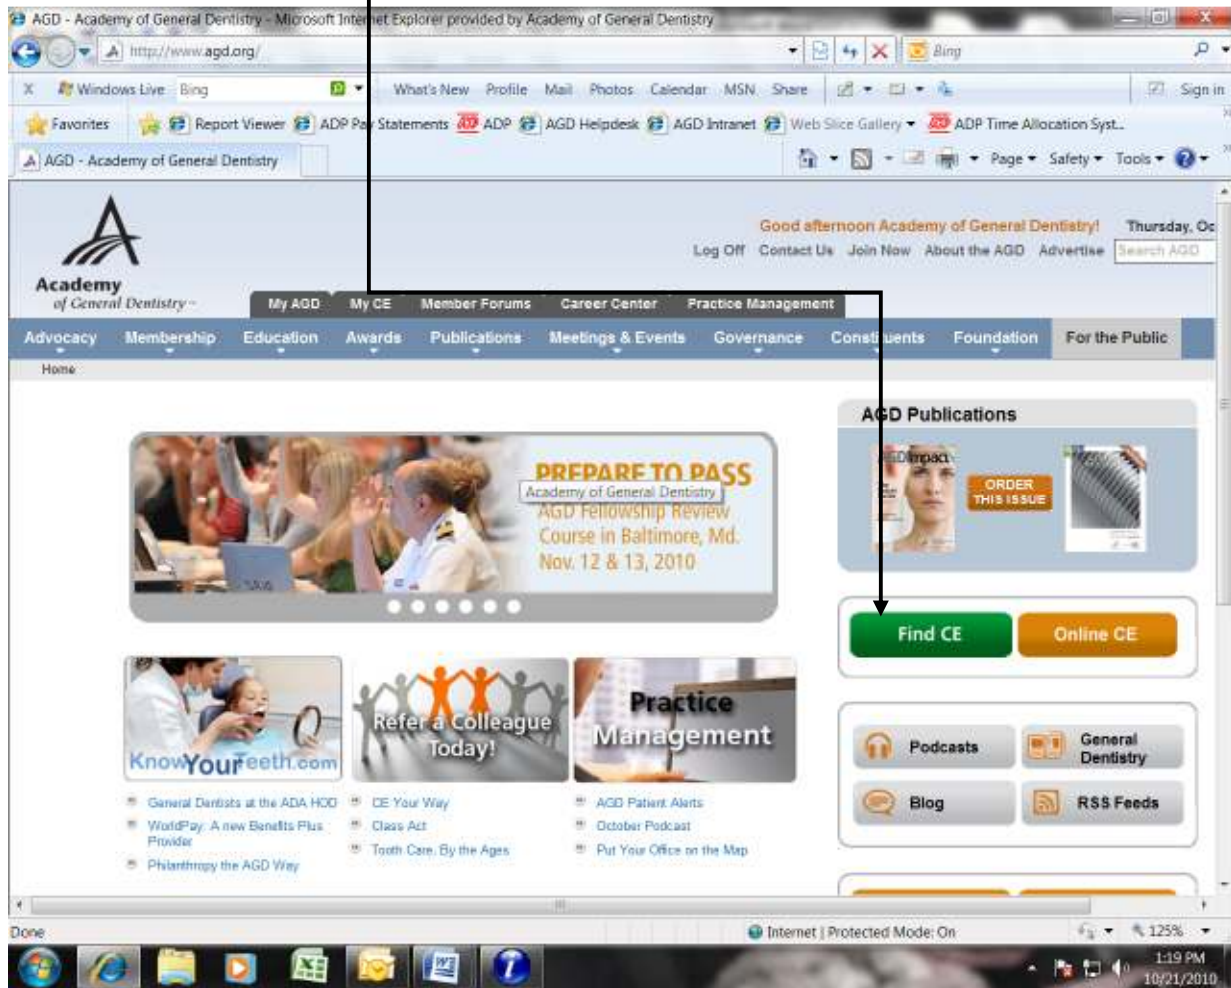 AGD - Academy of General Dentistry - Microsoft Internet Explorer provided by Academy of General Dentistry
http://www.agd.org/
Bing
X Windows Live Bing What's New Profile Mail Photos Calendar MSN Share Sign in
Favorites Report Viewer ADP Pay Statements ADP AGD Helpdesk AGD Intranet Web Slice Gallery ADP Time Allocation Syst...
AGD - Academy of General Dentistry Page Safety Tools
Good afternoon Academy of General Dentistry! Thursday, Oc
Log Off Contact Us Join Now About the AGD Advertise Search AGD
Academy
of General Dentistry
My AGD My CE Member Forums Career Center Practice Management
Advocacy Membership Education Awards Publications Meetings & Events Governance Constituents Foundation For the Public
Home
PREPARE TO PASS
Academy of General Dentistry
AGD Fellowship Review
Course in Baltimore, Md.
Nov. 12 & 13, 2010
AGD Publications
AGD Impact
ORDER
THIS ISSUE
Find CE Online CE
KnowYourTeeth.com
Refer a Colleague
Today!
Practice
Management
Podcasts
General
Dentistry
Blog
RSS Feeds
General Dentists at the ADA HOD
WorldPay: A new Benefits Plus
Provider
Philanthropy the AGD Way
CE Your Way
Class Act
Tooth Care, By the Ages
AGD Patient Alerts
October Podcast
Put Your Office on the Map
Done Internet | Protected Mode: On 125%
1:19 PM
10/21/2010